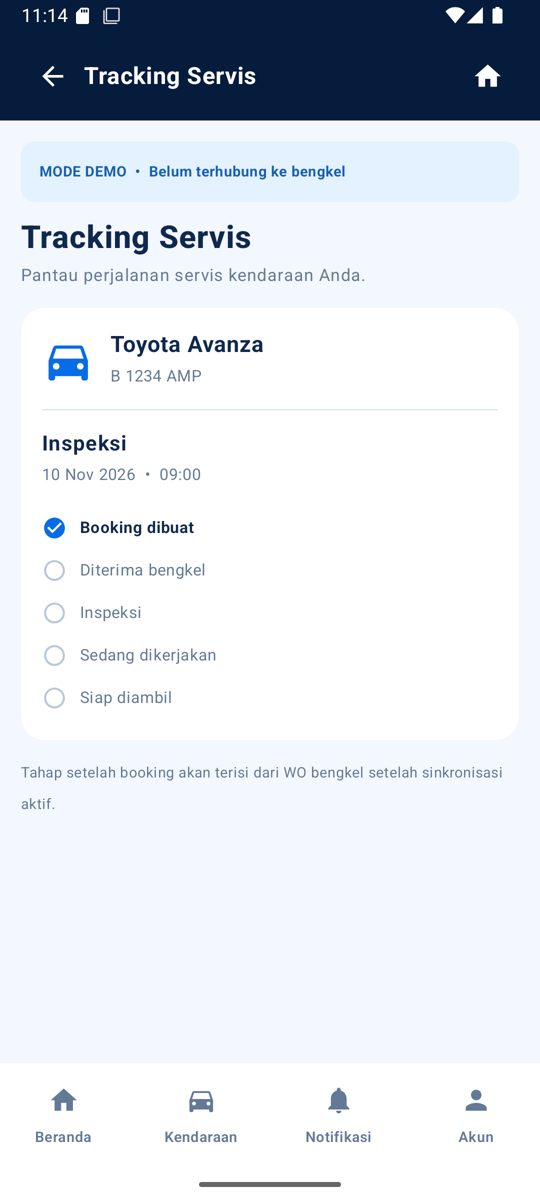 11:14
Tracking Servis
MODE DEMO • Belum terhubung ke bengkel
Tracking Servis
Pantau perjalanan servis kendaraan Anda.
Toyota Avanza
B 1234 AMP
Inspeksi
10 Nov 2026 • 09:00
Booking dibuat
Diterima bengkel
Inspeksi
Sedang dikerjakan
Siap diambil
Tahap setelah booking akan terisi dari WO bengkel setelah sinkronisasi
aktif.
Beranda Kendaraan Notifikasi Akun